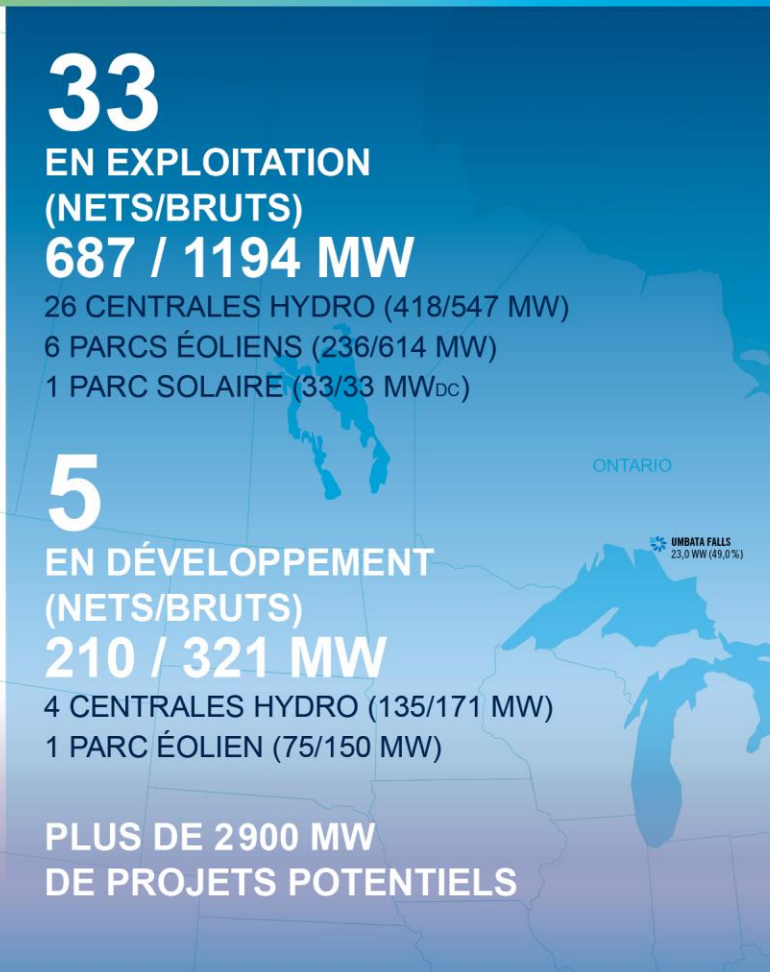 33
EN EXPLOITATION
(NETS/BRUTS)
687 / 1194 MW
26 CENTRALES HYDRO (418/547 MW)
6 PARCS ÉOLIENS (236/614 MW)
1 PARC SOLAIRE (33/33 MWDC)
ONTARIO
UMBATA FALLS
23,0 WW (49,0 %)
5
EN DÉVELOPPEMENT
(NETS/BRUTS)
210 / 321 MW
4 CENTRALES HYDRO (135/171 MW)
1 PARC ÉOLIEN (75/150 MW)
PLUS DE 2900 MW
DE PROJETS POTENTIELS